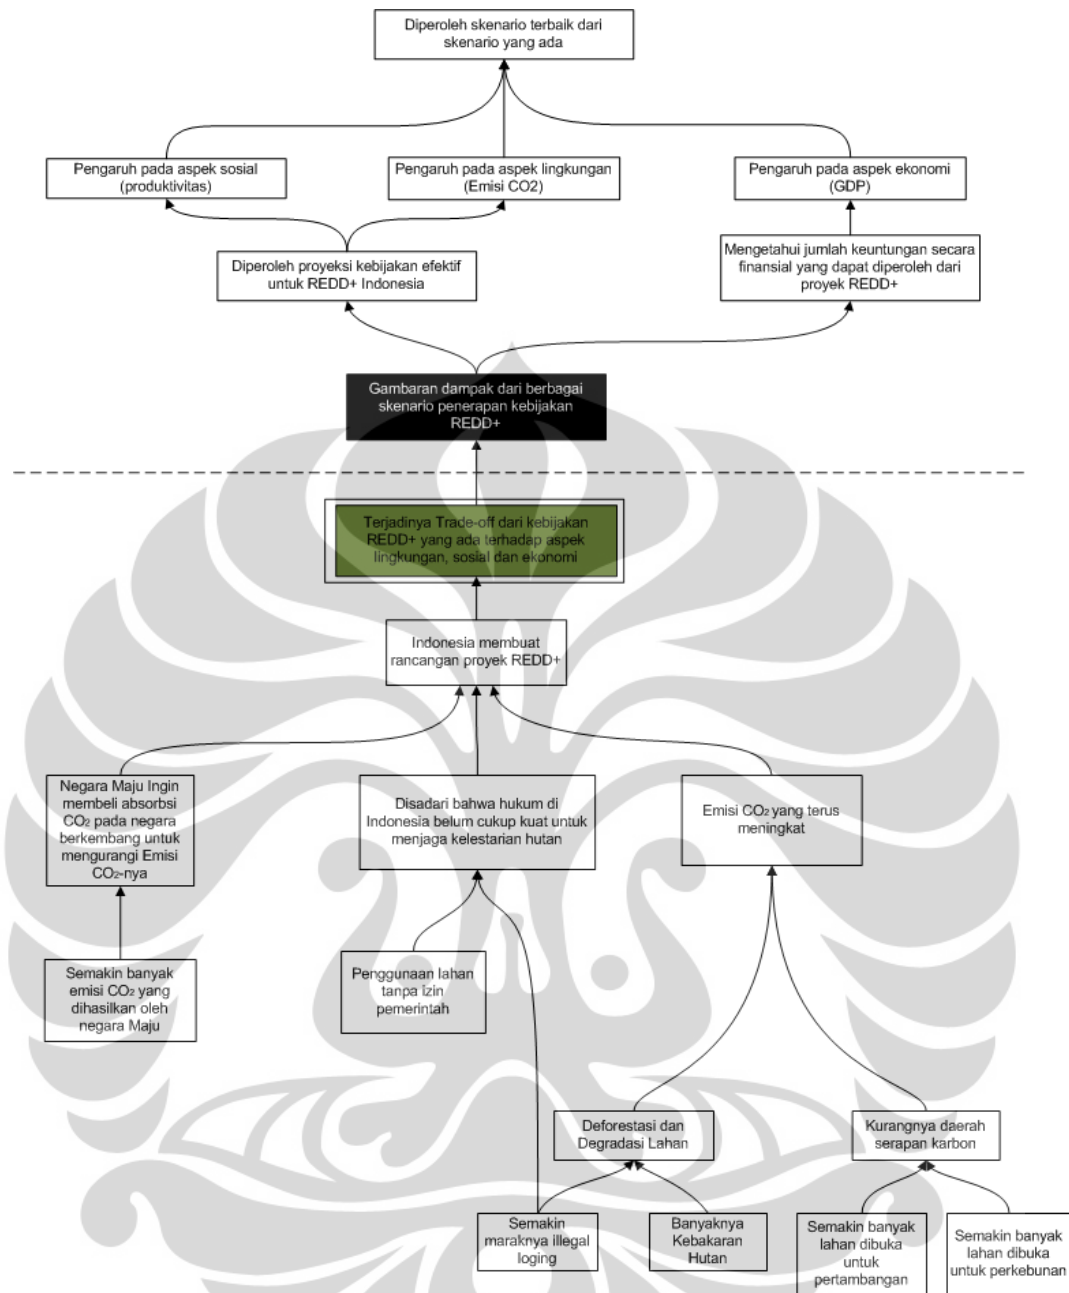 Diperoleh skenario terbaik dari
skenario yang ada
Pengaruh pada aspek sosial
(produktivitas)
Pengaruh pada aspek lingkungan
(Emisi CO2)
Pengaruh pada aspek ekonomi
(GDP)
Diperoleh proyeksi kebijakan efektif
untuk REDD+ Indonesia
Mengetahui jumlah keuntungan secara
finansial yang dapat diperoleh dari
proyek REDD+
Gambaran dampak dari berbagai
skenario penerapan kebijakan
REDD+
Terjadinya Trade-off dari kebijakan
REDD+ yang ada terhadap aspek
lingkungan, sosial dan ekonomi
Indonesia membuat
rancangan proyek REDD+
Negara Maju Ingin
membeli absorbsi
CO₂ pada negara
berkembang untuk
mengurangi Emisi
CO₂-nya
Disadari bahwa hukum di
Indonesia belum cukup kuat untuk
menjaga kelestarian hutan
Emisi CO₂ yang terus
meningkat
Semakin banyak
emisi CO₂ yang
dihasilkan oleh
negara Maju
Penggunaan lahan
tanpa izin
pemerintah
Deforestasi dan
Degradasi Lahan
Kurangnya daerah
serapan karbon
Semakin
maraknya illegal
loging
Banyaknya
Kebakaran
Hutan
Semakin banyak
lahan dibuka
untuk
pertambangan
Semakin banyak
lahan dibuka
untuk perkebunan